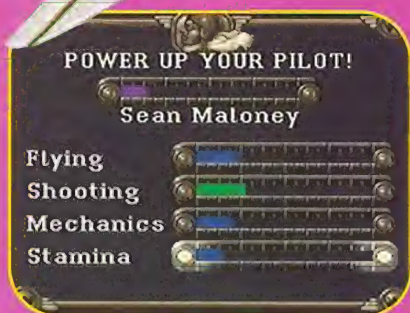 POWER UP YOUR PILOT!
Sean Maloney
Flying
Shooting
Mechanics
Stamina